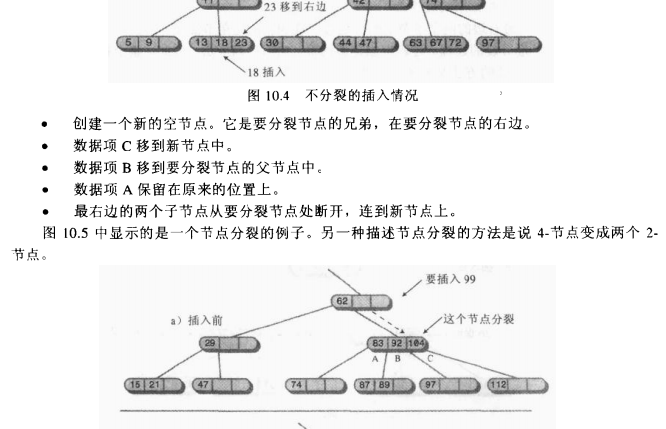 11 42 74
23 移到右边
5 9 13 18 23 30 44 47 63 67 72 97
18 插入
图 10.4 不分裂的插入情况
• 创建一个新的空节点。它是要分裂节点的兄弟，在要分裂节点的右边。
• 数据项 C 移到新节点中。
• 数据项 B 移到要分裂节点的父节点中。
• 数据项 A 保留在原来的位置上。
• 最右边的两个子节点从要分裂节点处断开，连到新节点上。
图 10.5 中显示的是一个节点分裂的例子。另一种描述节点分裂的方法是说 4-节点变成两个 2-
节点。
要插入 99
62
a）插入前
这个节点分裂
29 83 92 104
A B C
15 21 47 74 87 89 97 112